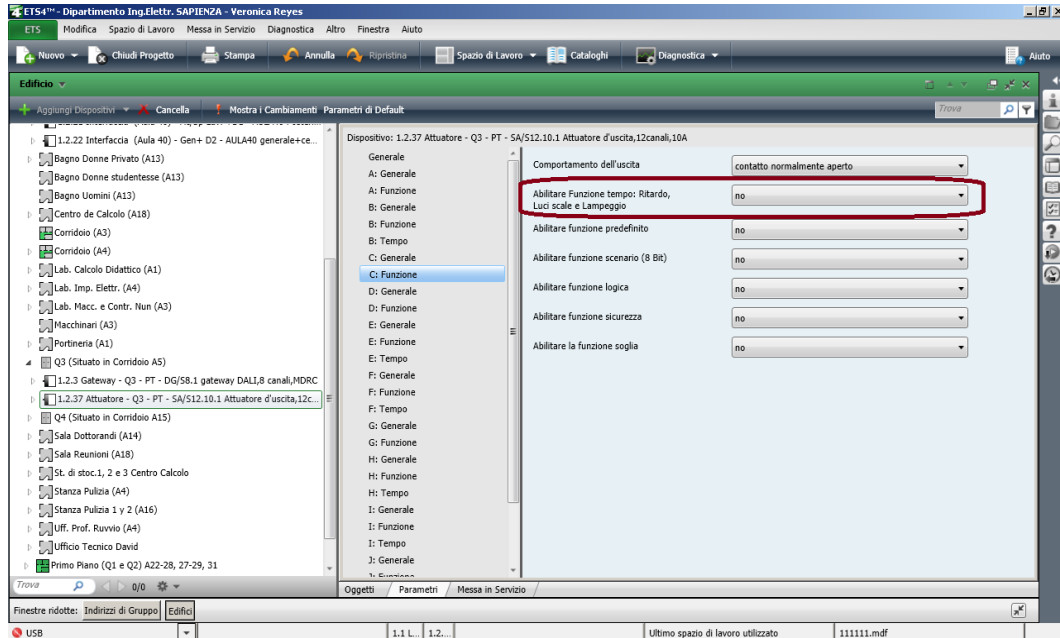 ETS4™ - Dipartimento Ing.Elettr. SAPIENZA - Veronica Reyes
ETS Modifica Spazio di Lavoro Messa in Servizio Diagnostica Altro Finestra Aiuto
Nuovo Chiudi Progetto Stampa Annulla Ripristina Spazio di Lavoro Cataloghi Diagnostica Aiuto
Edificio
Aggiungi Dispositivi Cancella Mostra i Cambiamenti Parametri di Default Trova
1.2.22 Interfaccia (Aula 40) - Gen+ D2 - AULA40 generale+ce...
Bagno Donne Privato (A13)
Bagno Donne studentesse (A13)
Bagno Uomini (A13)
Centro de Calcolo (A18)
Corridoio (A3)
Corridoio (A4)
Lab. Calcolo Didattico (A1)
Lab. Imp. Elettr. (A4)
Lab. Macc. e Contr. Nun (A3)
Macchinari (A3)
Portineria (A1)
Q3 (Situato in Corridoio A5)
1.2.3 Gateway - Q3 - PT - DG/S8.1 gateway DALI,8 canali,MDRC
1.2.37 Attuatore - Q3 - PT - SA/S12.10.1 Attuatore d'uscita,12c...
Q4 (Situato in Corridoio A15)
Sala Dottorandi (A14)
Sala Reunioni (A18)
St. di stoc.1, 2 e 3 Centro Calcolo
Stanza Pulizia (A4)
Stanza Pulizia 1 y 2 (A16)
Uff. Prof. Ruvvio (A4)
Ufficio Tecnico David
Primo Piano (Q1 e Q2) A22-28, 27-29, 31
Trova 0/0
Dispositivo: 1.2.37 Attuatore - Q3 - PT - SA/S12.10.1 Attuatore d'uscita,12canali,10A
Generale
A: Generale
A: Funzione
B: Generale
B: Funzione
B: Tempo
C: Generale
C: Funzione
D: Generale
D: Funzione
E: Generale
E: Funzione
E: Tempo
F: Generale
F: Funzione
F: Tempo
G: Generale
G: Funzione
H: Generale
H: Funzione
H: Tempo
I: Generale
I: Funzione
I: Tempo
J: Generale
J: Funzione
Comportamento dell'uscita contatto normalmente aperto
Abilitare Funzione tempo: Ritardo, no
Luci scale e Lampeggio
Abilitare funzione predefinito no
Abilitare funzione scenario (8 Bit) no
Abilitare funzione logica no
Abilitare funzione sicurezza no
Abilitare la funzione soglia no
Oggetti Parametri Messa in Servizio
Finestre ridotte: Indirizzi di Gruppo Edifici
USB 1.1 L... 1.2.... Ultimo spazio di lavoro utilizzato 111111.mdf